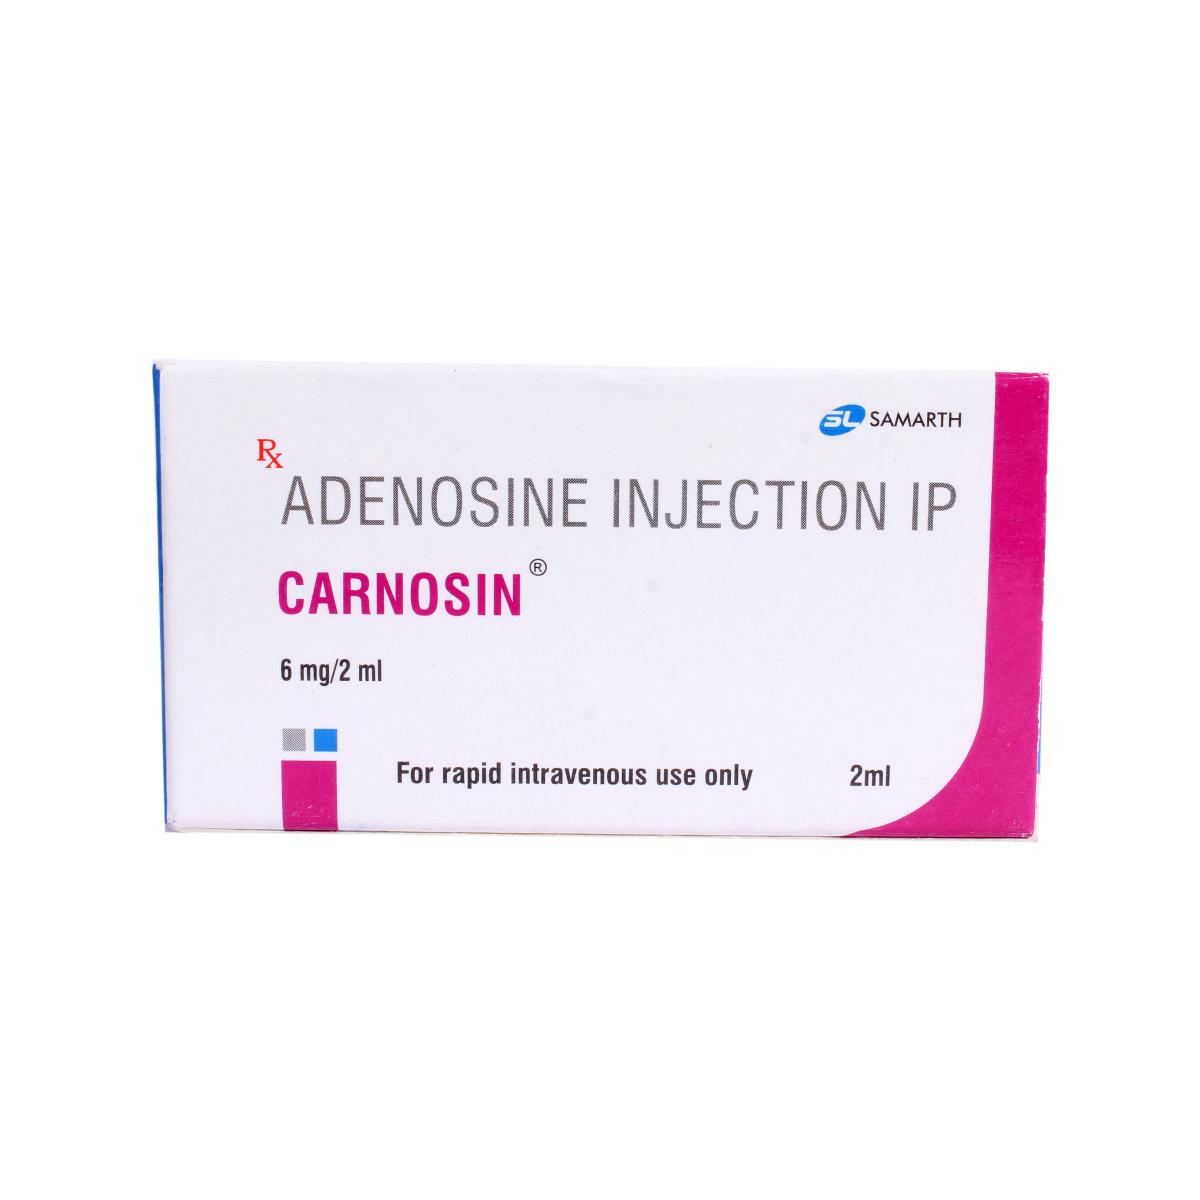 SL SAMARTH
Rx
ADENOSINE INJECTION IP
CARNOSIN®
6 mg/2 ml
For rapid intravenous use only 2ml